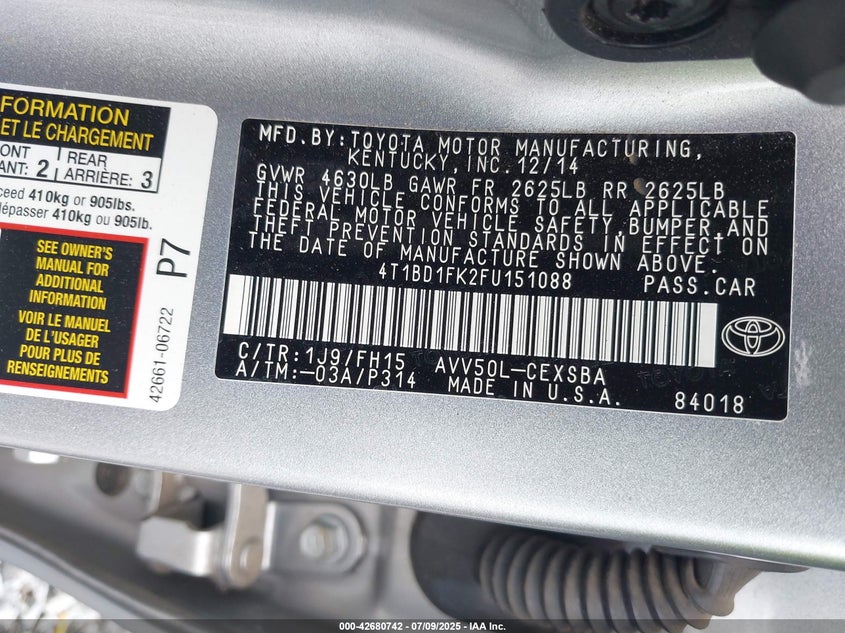 FORMATION
ET LE CHARGEMENT
2
REAR
ARRIÈRE: 3
410kg or 905lbs.
dépasser 410kg ou 905lb.
SEE OWNER'S
MANUAL FOR
ADDITIONAL
INFORMATION
VOIR LE MANUEL
DE L'USAGER
POUR PLUS DE
RENSEIGNEMENTS
P7
42661-06722
MFD. BY: TOYOTA MOTOR MANUFACTURING,
KENTUCKY, INC. 12/14
GVWR 4630LB GAWR FR 2625LB RR 2625LB
THIS VEHICLE CONFORMS TO ALL APPLICABLE
FEDERAL MOTOR VEHICLE SAFETY, BUMPER, AND
THEFT PREVENTION STANDARDS IN EFFECT ON
THE DATE OF MANUFACTURE SHOWN ABOVE.
4T1BD1FK2FU151088 PASS. CAR
C/TR: 1J9/FH15 AVV50L-CEXSBA
A/TM: -03A/P314 MADE IN U.S.A. 84018
000-42680742 / 07/09/2025 - IAA Inc.